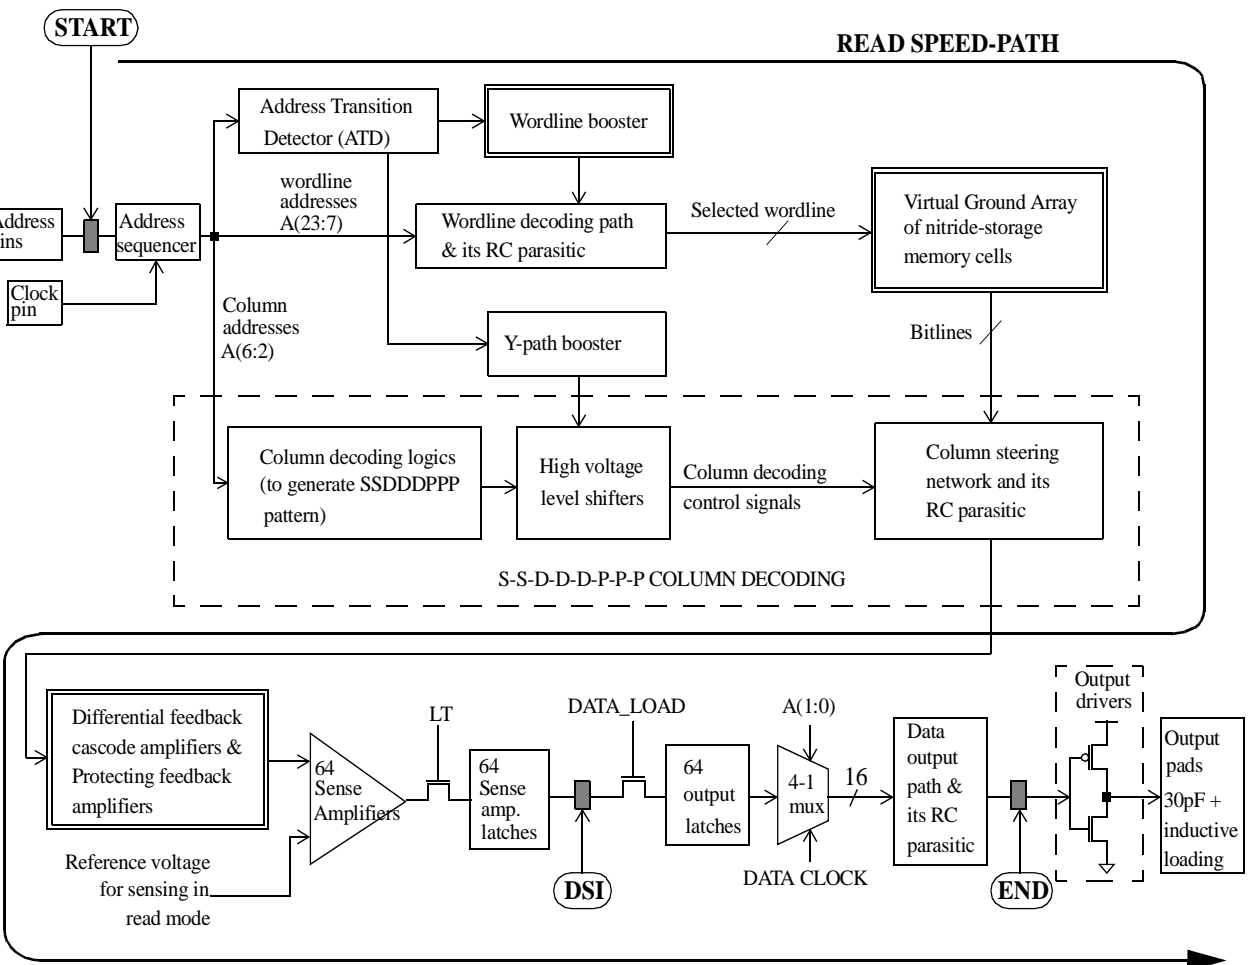 START
READ SPEED-PATH
Address Transition
Detector (ATD)
Wordline booster
wordline
addresses
A(23:7)
Address
sequencer
Wordline decoding path
& its RC parasitic
Selected wordline
Virtual Ground Array
of nitride-storage
memory cells
Clock
pin
Column
addresses
A(6:2)
Y-path booster
Bitlines
Column decoding logics
(to generate SSDDDPPP
pattern)
High voltage
level shifters
Column decoding
control signals
Column steering
network and its
RC parasitic
S-S-D-D-D-P-P-P COLUMN DECODING
Differential feedback
cascode amplifiers &
Protecting feedback
amplifiers
Reference voltage
for sensing in
read mode
64
Sense
Amplifiers
LT
64
Sense
amp.
latches
DSI
DATA_LOAD
64
output
latches
A(1:0)
4-1
mux
DATA CLOCK
16
Data
output
path &
its RC
parasitic
END
Output
drivers
Output
pads
30pF +
inductive
loading